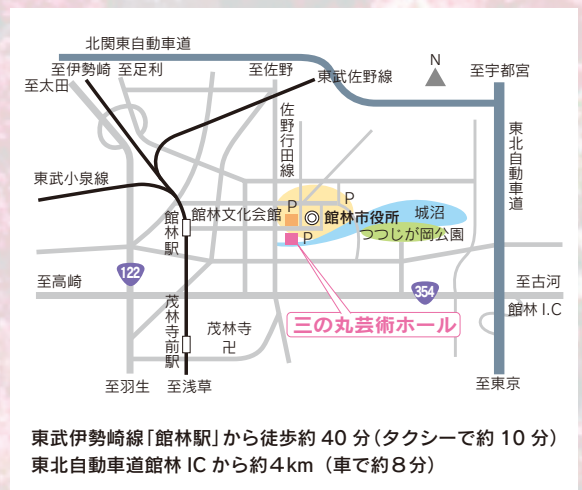 北関東自動車道
至伊勢崎
至足利
至佐野
東武佐野線
N
至宇都宮
至太田
佐野行田線
東北自動車道
東武小泉線
館林駅
館林文化会館
P
P
館林市役所
城沼
つつじが岡公園
P
至高崎
122
354
至古河
館林 I.C
三の丸芸術ホール
茂林寺前駅
茂林寺
卍
至羽生
至浅草
至東京
東武伊勢崎線「館林駅」から徒歩約 40 分(タクシーで約 10 分)
東北自動車道館林 IC から約4km（車で約8分）